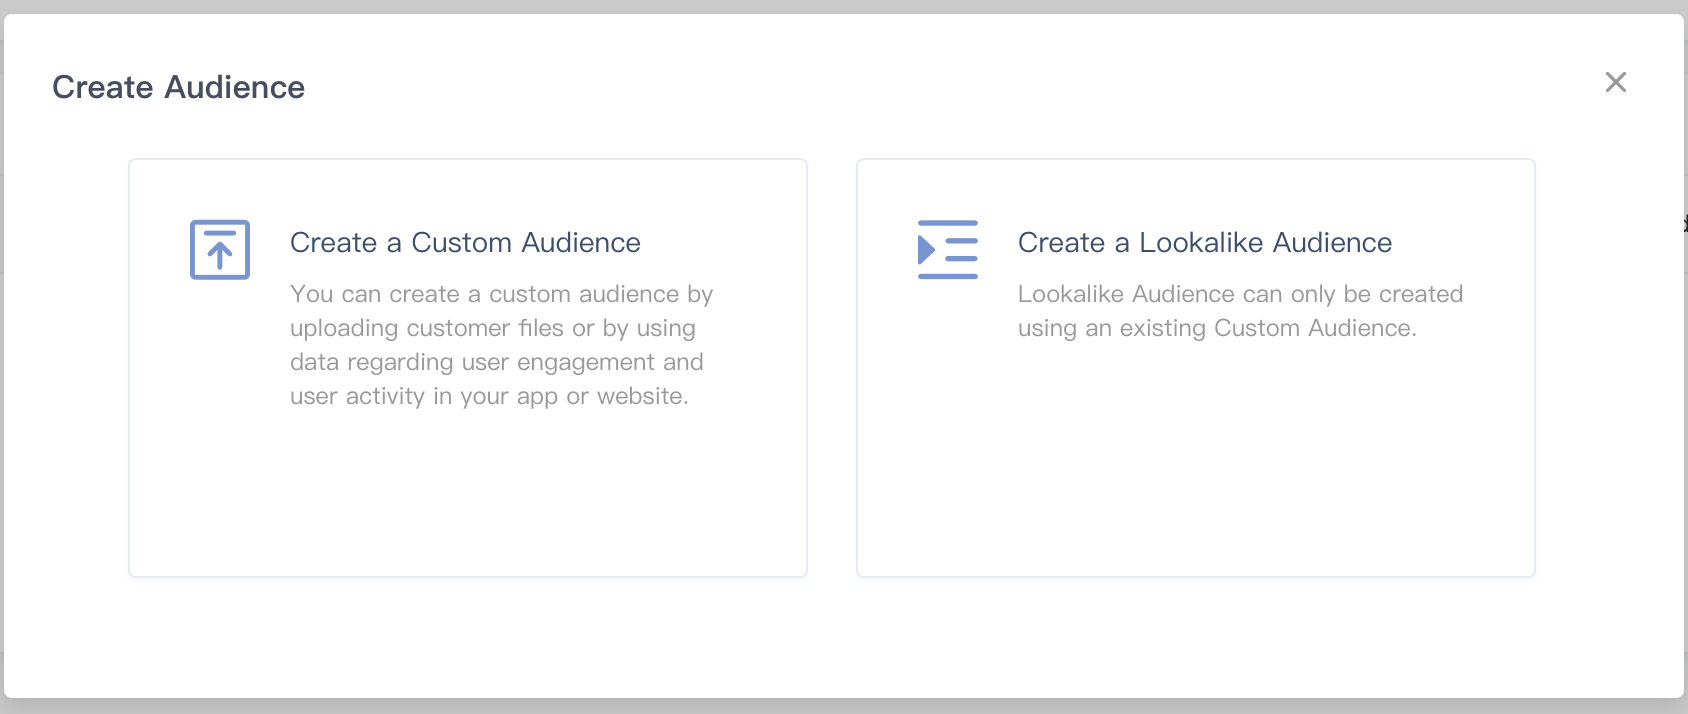 Create Audience
Create a Custom Audience
You can create a custom audience by
uploading customer files or by using
data regarding user engagement and
user activity in your app or website.
Create a Lookalike Audience
Lookalike Audience can only be created
using an existing Custom Audience.